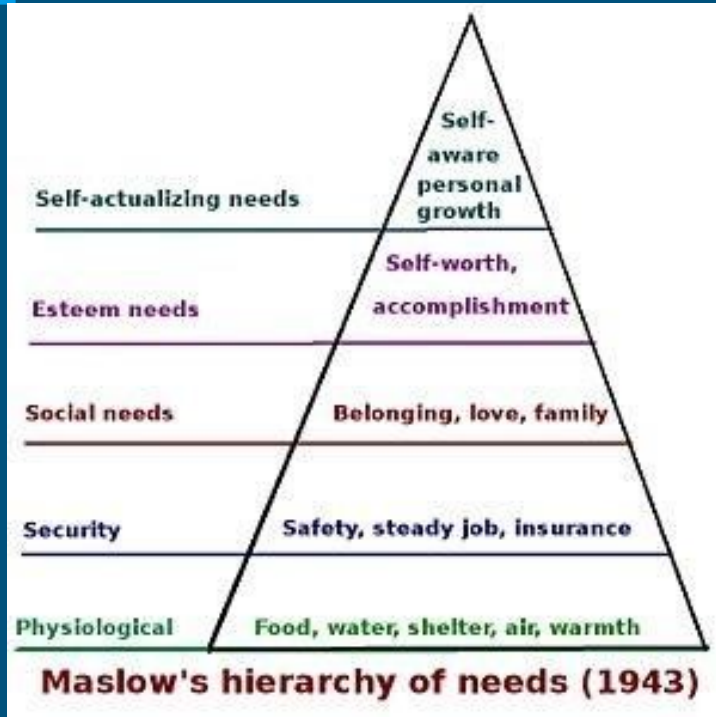 Self-
aware
personal
Self-actualizing needs
growth
Self-worth,
Esteem needs
accomplishment
Social needs
Belonging, love, family
Security
Safety, steady job, insurance
Physiological
Food, water, shelter, air, warmth
Maslow's hierarchy of needs (1943)